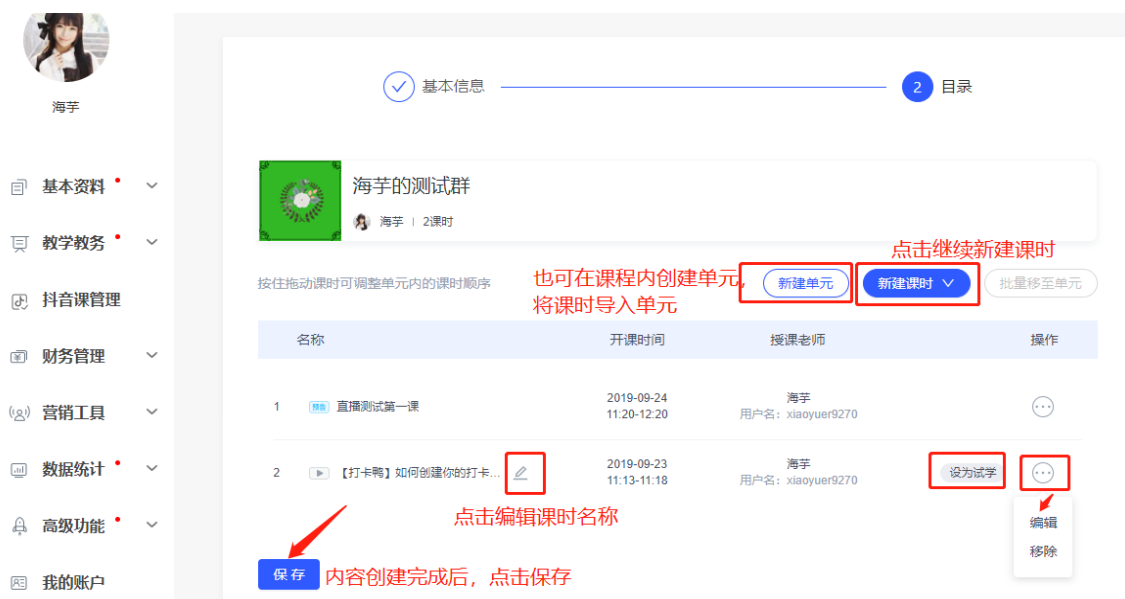 海芋
基本资料
教学教务
抖音课管理
财务管理
营销工具
数据统计
高级功能
我的账户
基本信息
2 目录
海芋的测试群
海芋 | 2课时
点击继续新建课时
按住拖动课时可调整单元内的课时顺序
也可在课程内创建单元,
将课时导入单元
新建单元
新建课时
批量移至单元
名称 开课时间 授课老师 操作
1 预告 直播测试第一课 2019-09-24 海芋
11:20-12:20 用户名：xiaoyuer9270
2 【打卡鸭】如何创建你的打卡... 2019-09-23 海芋 设为试学
11:13-11:18 用户名：xiaoyuer9270
点击编辑课时名称
编辑
移除
保存
内容创建完成后，点击保存